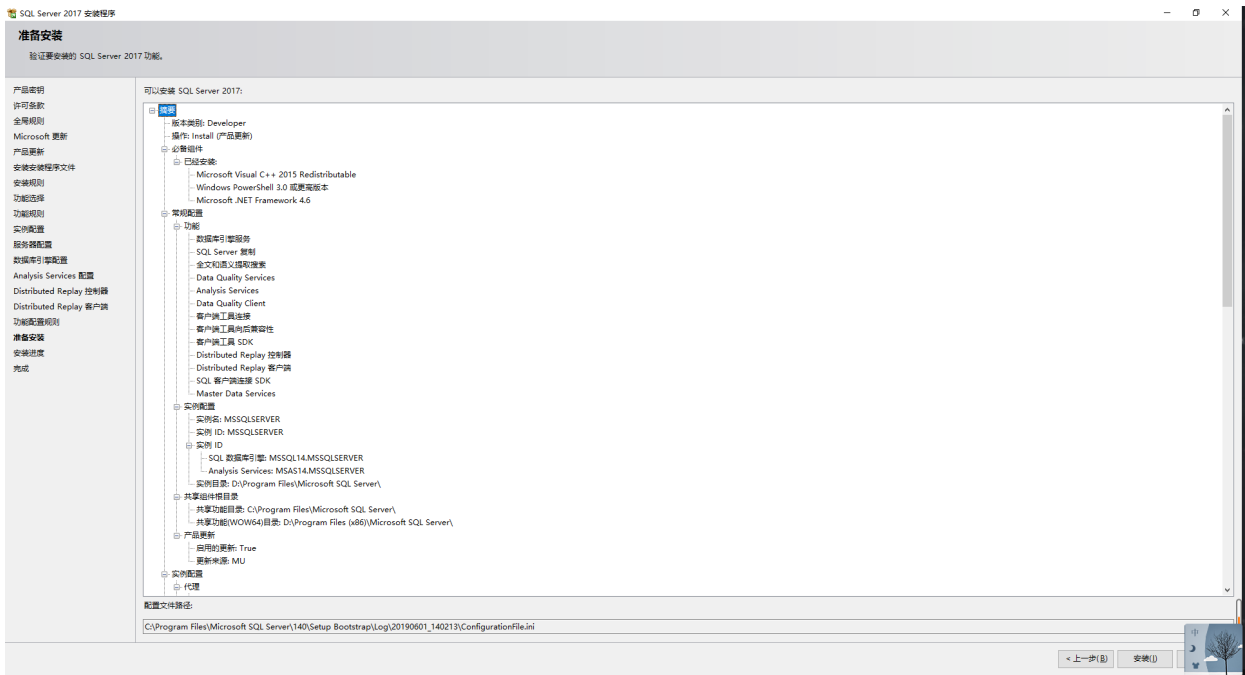 SQL Server 2017 安装程序
准备安装
验证要安装的 SQL Server 2017 功能。
产品密钥
许可条款
全局规则
Microsoft 更新
产品更新
安装安装程序文件
安装规则
功能选择
功能规则
实例配置
服务器配置
数据库引擎配置
Analysis Services 配置
Distributed Replay 控制器
Distributed Replay 客户端
功能配置规则
准备安装
安装进度
完成
可以安装 SQL Server 2017:
摘要
版本类别: Developer
操作: Install (产品更新)
必备组件
已经安装:
Microsoft Visual C++ 2015 Redistributable
Windows PowerShell 3.0 或更高版本
Microsoft .NET Framework 4.6
常规配置
功能
数据库引擎服务
SQL Server 复制
全文和语义提取搜索
Data Quality Services
Analysis Services
Data Quality Client
客户端工具连接
客户端工具向后兼容性
客户端工具 SDK
Distributed Replay 控制器
Distributed Replay 客户端
SQL 客户端连接 SDK
Master Data Services
实例配置
实例名: MSSQLSERVER
实例 ID: MSSQLSERVER
实例 ID
SQL 数据库引擎: MSSQL14.MSSQLSERVER
Analysis Services: MSAS14.MSSQLSERVER
实例目录: D:\Program Files\Microsoft SQL Server\
共享组件根目录
共享功能目录: C:\Program Files\Microsoft SQL Server\
共享功能(WOW64)目录: D:\Program Files (x86)\Microsoft SQL Server\
产品更新
启用的更新: True
更新来源: MU
实例配置
代理
配置文件路径:
C:\Program Files\Microsoft SQL Server\140\Setup Bootstrap\Log\20190601_140213\ConfigurationFile.ini
< 上一步(B)
安装(I)
中